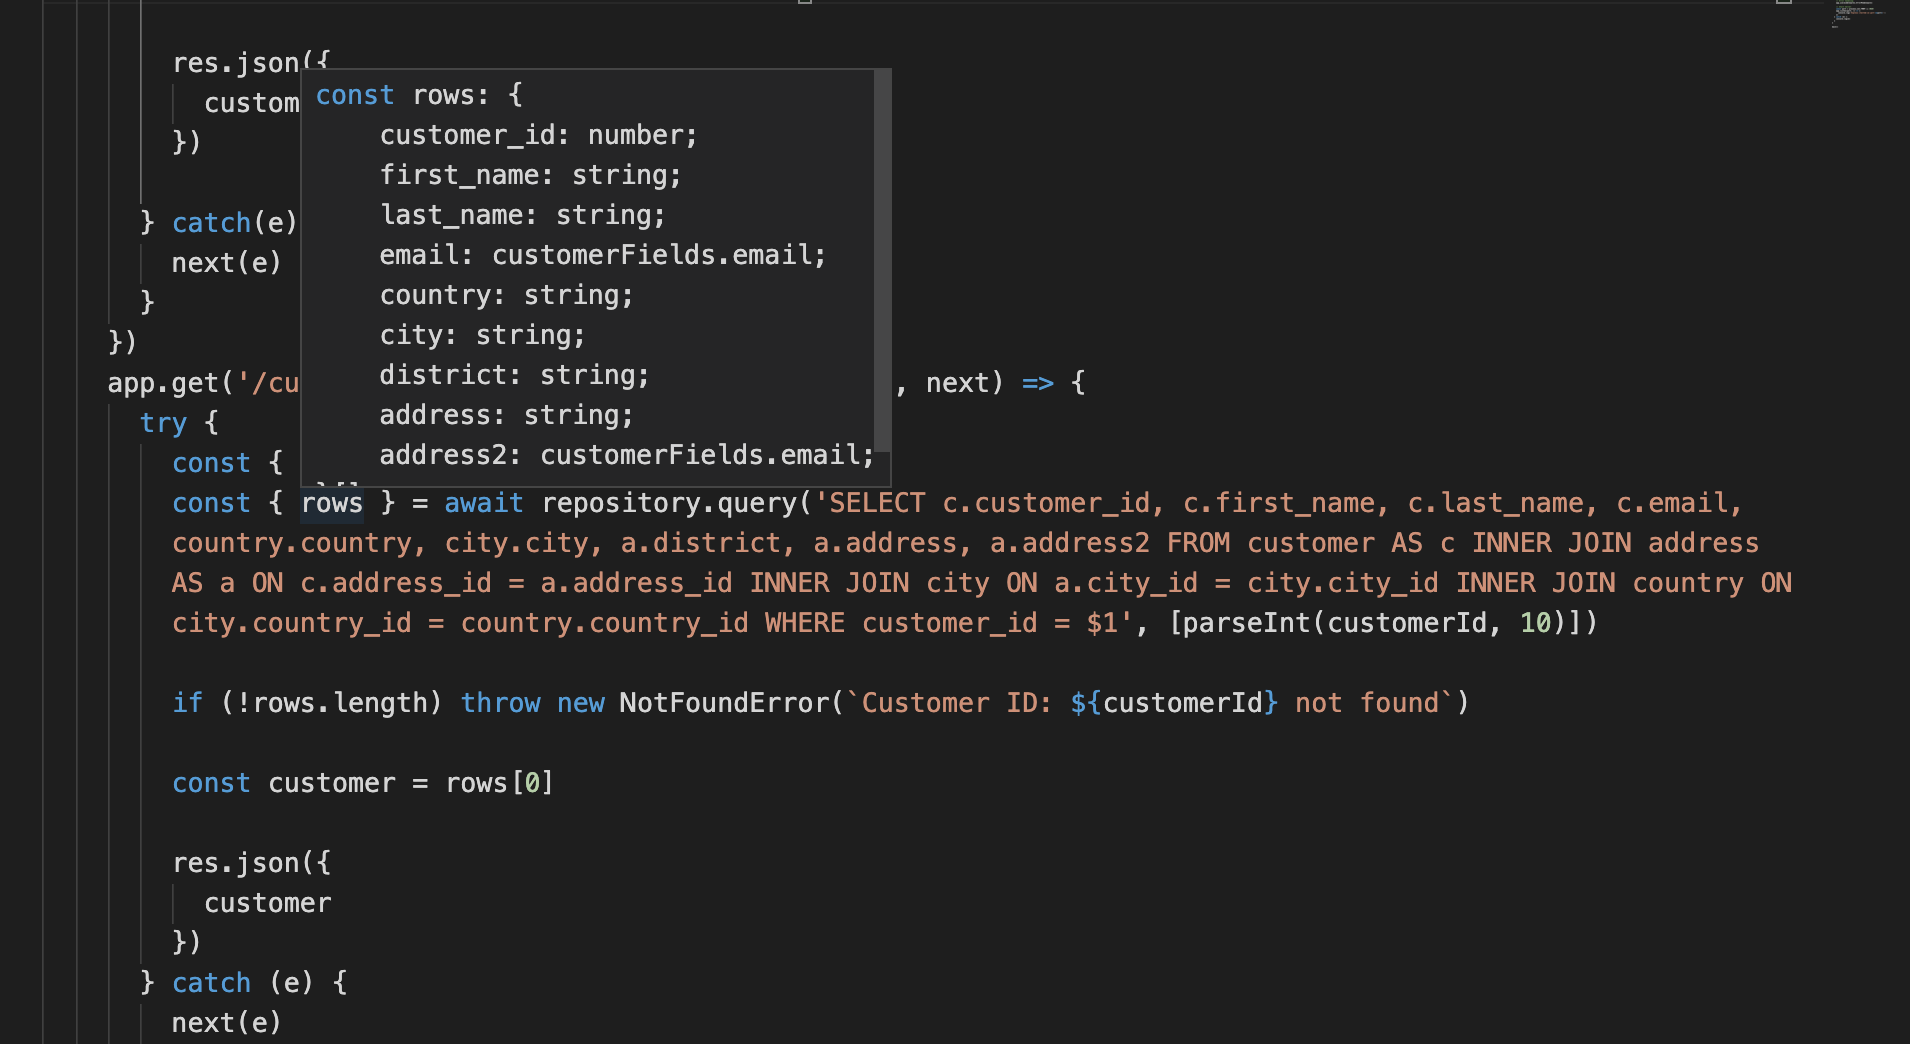 res.json({
custom
})
} catch(e)
next(e)
}
})
app.get('/cu
const rows: {
customer_id: number;
first_name: string;
last_name: string;
email: customerFields.email;
country: string;
city: string;
district: string;
address: string;
address2: customerFields.email;
, next) => {
try {
const {
const { rows } = await repository.query('SELECT c.customer_id, c.first_name, c.last_name, c.email,
country.country, city.city, a.district, a.address, a.address2 FROM customer AS c INNER JOIN address
AS a ON c.address_id = a.address_id INNER JOIN city ON a.city_id = city.city_id INNER JOIN country ON
city.country_id = country.country_id WHERE customer_id = $1', [parseInt(customerId, 10)])
if (!rows.length) throw new NotFoundError(`Customer ID: ${customerId} not found`)
const customer = rows[0]
res.json({
customer
})
} catch (e) {
next(e)